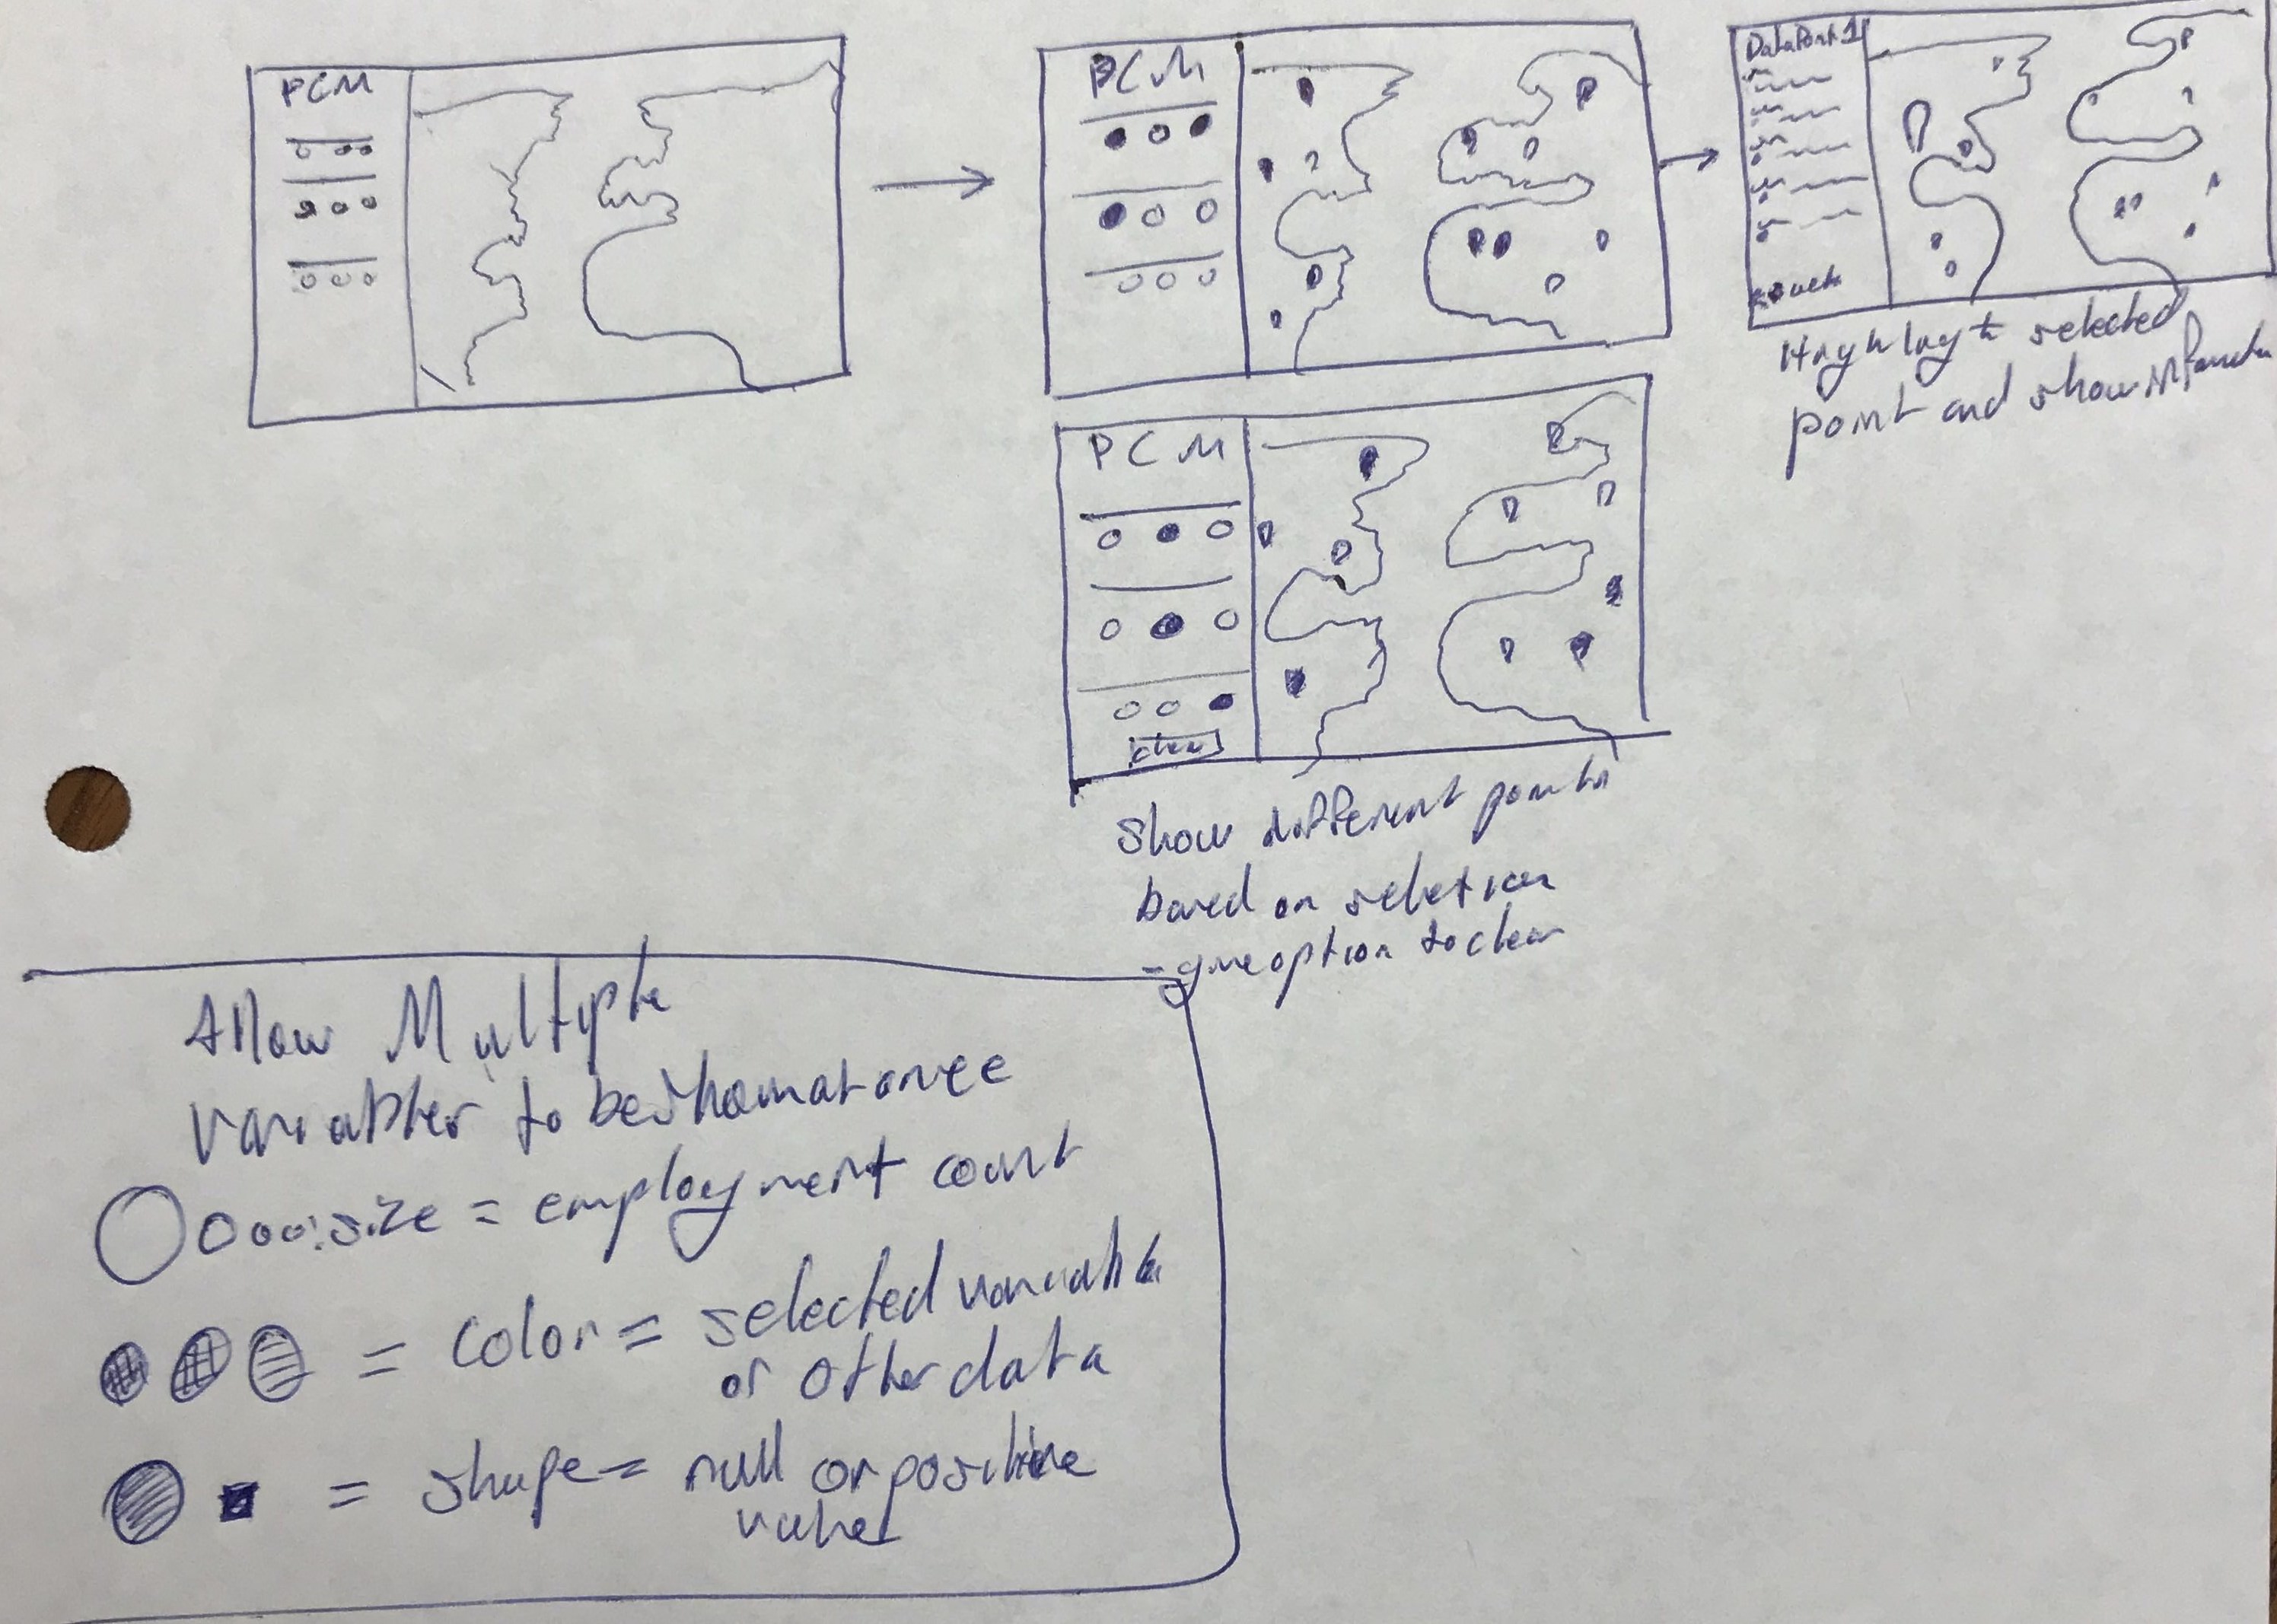 PCM
PCM
DataPoint 1
Highlight selected
point and show
PCM
clear
Show different points
based on selection
- give option to clear
Allow Multiple
variables to be shown at once
: size = employment count
= color = selected variable
or other data
= shape = null or positive
value